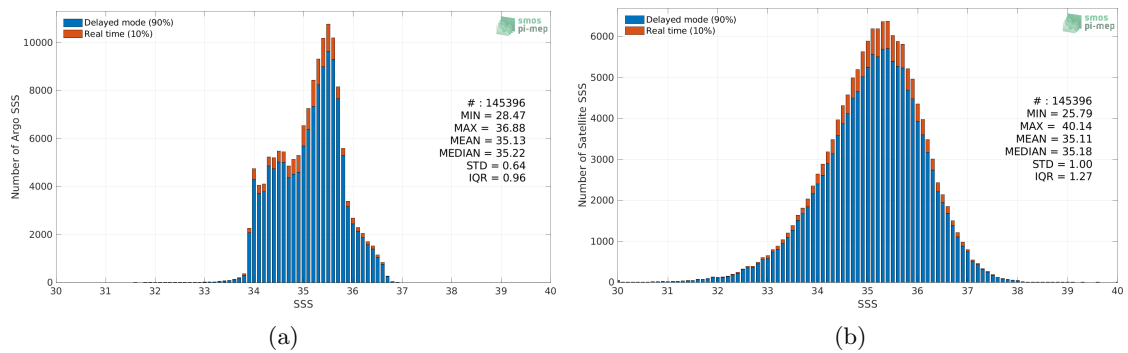 Delayed mode (90%)
Real time (10%)
smos
pi-mep
# : 145396
MIN = 28.47
MAX = 36.88
MEAN = 35.13
MEDIAN = 35.22
STD = 0.64
IQR = 0.96
Number of Argo SSS
10000
8000
6000
4000
2000
0
30 31 32 33 34 35 36 37 38 39 40
SSS
(a)
Delayed mode (90%)
Real time (10%)
smos
pi-mep
# : 145396
MIN = 25.79
MAX = 40.14
MEAN = 35.11
MEDIAN = 35.18
STD = 1.00
IQR = 1.27
Number of Satellite SSS
6000
5000
4000
3000
2000
1000
0
30 31 32 33 34 35 36 37 38 39 40
SSS
(b)